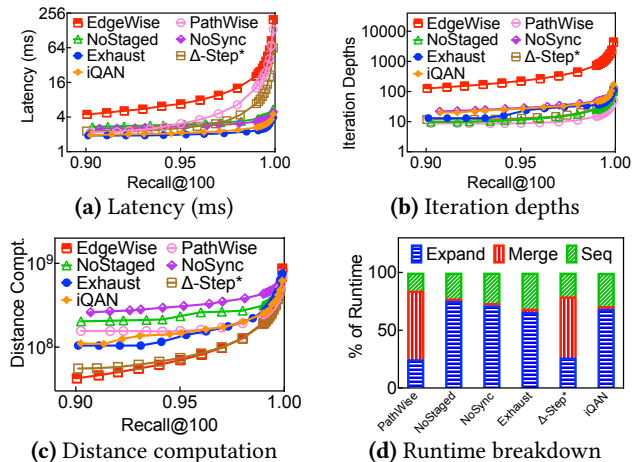 EdgeWise PathWise
NoStaged NoSync
Exhaust Δ-Step*
iQAN
Latency (ms)
256
64
16
4
1
0.90 0.95 1.00
Recall@100
(a) Latency (ms)
EdgeWise PathWise
NoStaged NoSync
Exhaust Δ-Step*
iQAN
Iteration Depths
10000
1000
100
10
1
0.90 0.95 1.00
Recall@100
(b) Iteration depths
EdgeWise PathWise
NoStaged NoSync
Exhaust Δ-Step*
iQAN
Distance Compt.
10⁹
10⁸
0.90 0.95 1.00
Recall@100
(c) Distance computation
Expand Merge Seq
% of Runtime
100
50
0
PathWise
NoStaged
NoSync
Exhaust
Δ-Step*
iQAN
(d) Runtime breakdown